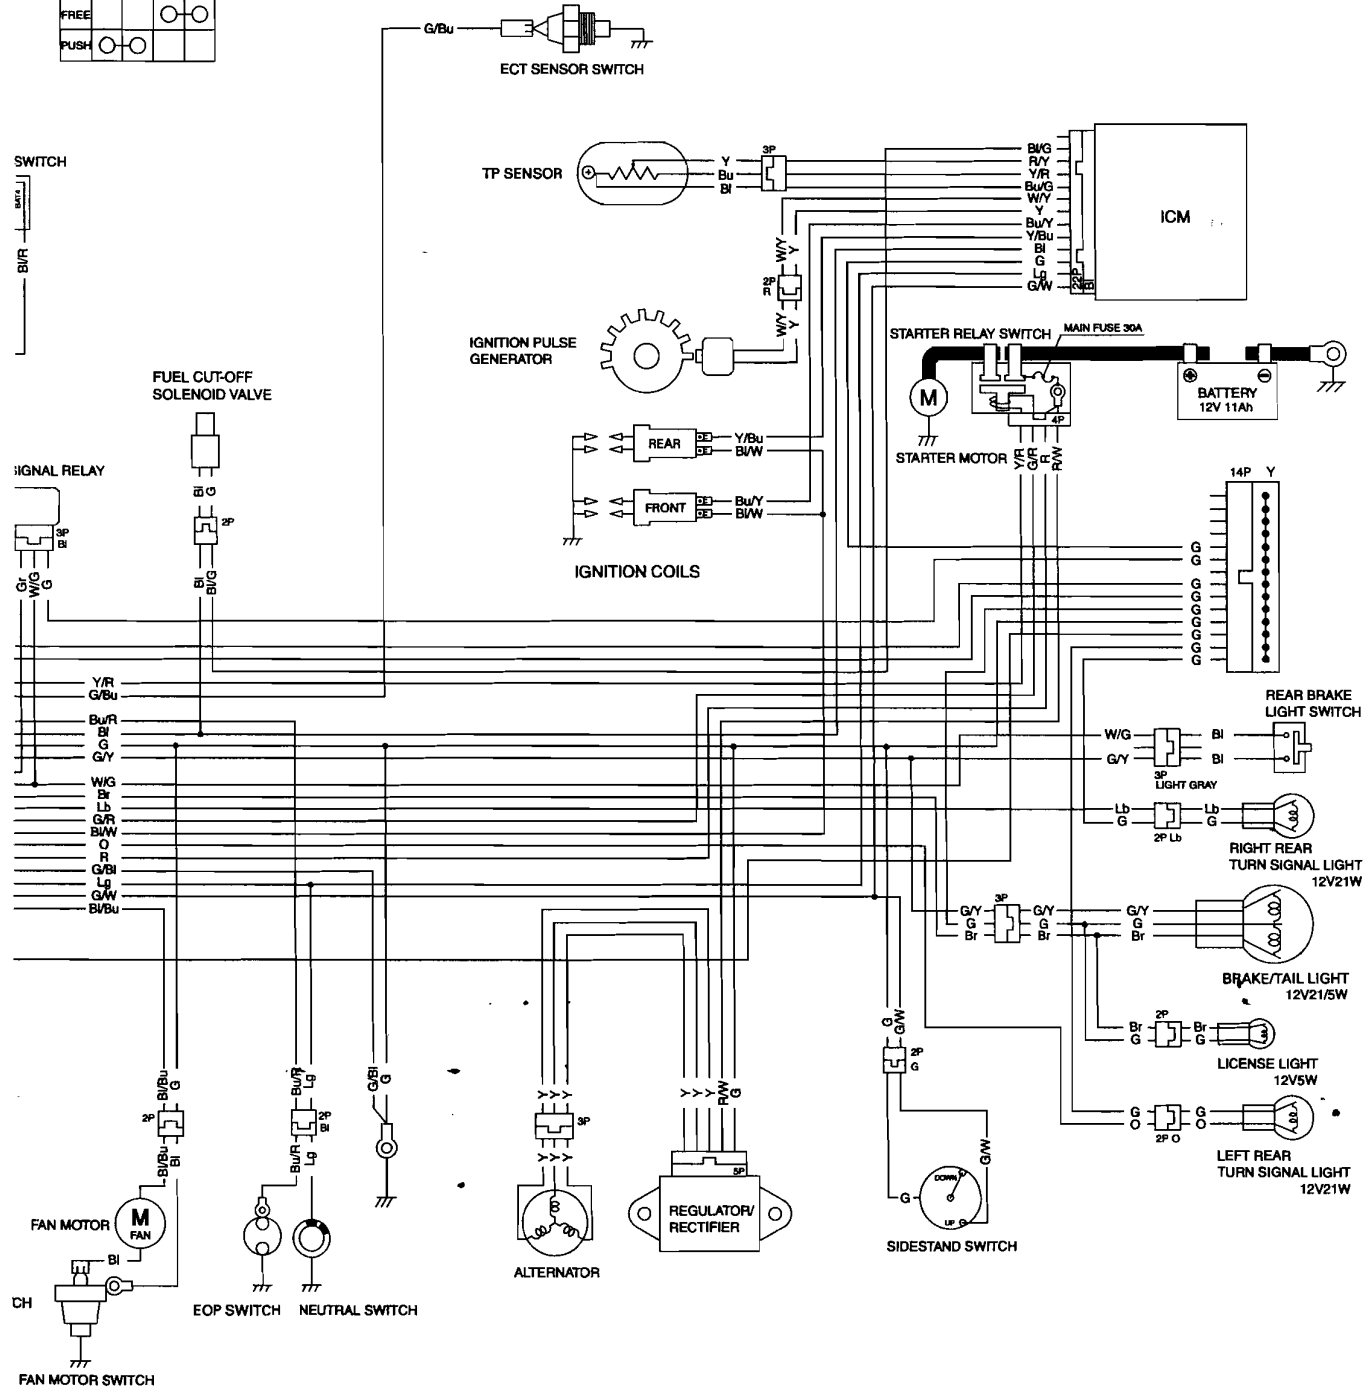 FREE
PUSH
G/Bu
ECT SENSOR SWITCH
SWITCH
BAT4
Bl/R
TP SENSOR
Y
Bu
Bl
3P
Bl/G
R/Y
Y/R
Bu/G
W/Y
Y
Bu/Y
Y/Bu
Bl
G
Lg
G/W
22P
Bl
ICM
W/Y
Y
2P
R
W/Y
Y
IGNITION PULSE
GENERATOR
STARTER RELAY SWITCH
MAIN FUSE 30A
M
STARTER MOTOR
4P
Y/R
G/R
R
R/W
BATTERY
12V 11Ah
FUEL CUT-OFF
SOLENOID VALVE
Bl
G
2P
Bl
Bl/G
REAR
Y/Bu
Bl/W
FRONT
Bu/Y
Bl/W
IGNITION COILS
SIGNAL RELAY
3P
Bl
Gr
W/G
G
14P Y
G
G
G
G
G
G
G
G
G
Y/R
G/Bu
Bu/R
Bl
G
G/Y
W/G
Br
Lb
G/R
Bl/W
O
R
G/Bl
Lg
G/W
Bl/Bu
REAR BRAKE
LIGHT SWITCH
W/G
G/Y
Bl
Bl
3P
LIGHT GRAY
Lb
G
Lb
G
2P Lb
RIGHT REAR
TURN SIGNAL LIGHT
12V21W
3P
G/Y
G
Br
G/Y
G
Br
G/Y
G
Br
BRAKE/TAIL LIGHT
12V21/5W
2P
Br
G
Br
G
LICENSE LIGHT
12V5W
G
O
G
O
2P O
LEFT REAR
TURN SIGNAL LIGHT
12V21W
G
G/W
2P
G
G/W
G
DOWN
UP
SIDESTAND SWITCH
Y
Y
Y
R/W
G
5P
REGULATOR/
RECTIFIER
Y
Y
Y
3P
Y
Y
Y
ALTERNATOR
G/Bl
G
Bu/R
Lg
2P
Bl
Bu/R
Lg
EOP SWITCH
NEUTRAL SWITCH
Bl/Bu
G
2P
Bl/Bu
Bl
FAN MOTOR
M
FAN
Bl
CH
FAN MOTOR SWITCH